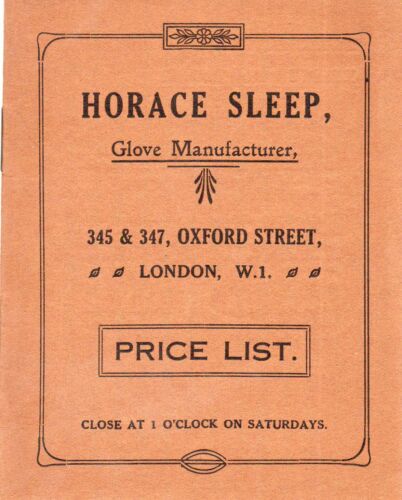 HORACE SLEEP,
Glove Manufacturer,
345 & 347, OXFORD STREET,
LONDON, W.1.
PRICE LIST.
CLOSE AT 1 O'CLOCK ON SATURDAYS.